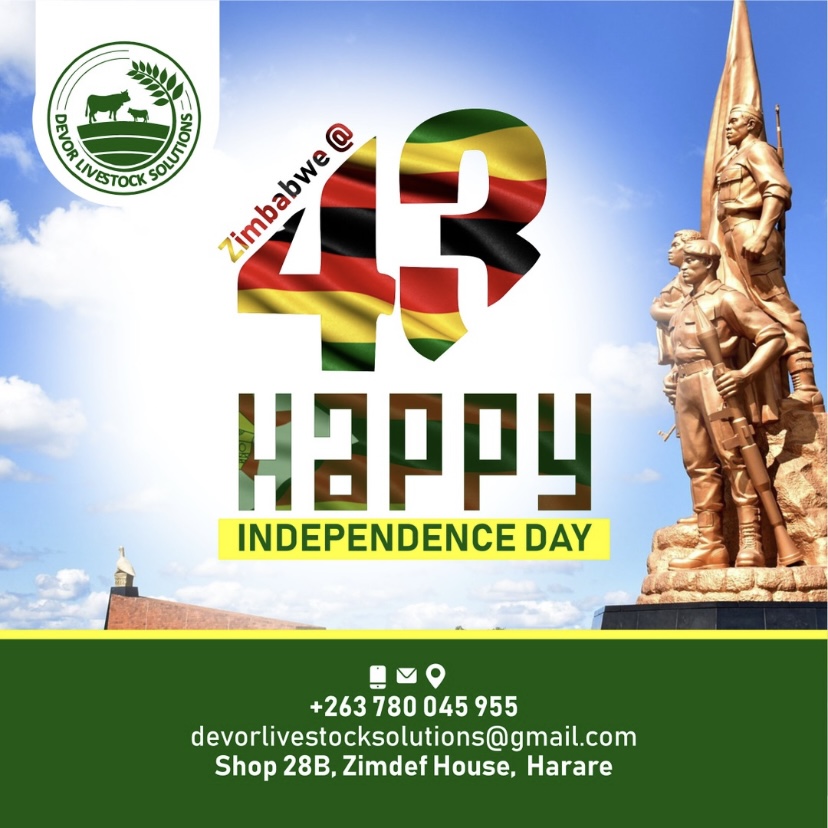 DEVOR LIVESTOCK SOLUTIONS
Zimbabwe @
43
HaPPY
INDEPENDENCE DAY
+263 780 045 955
devorlivestocksolutions@gmail.com
Shop 28B, Zimdef House, Harare